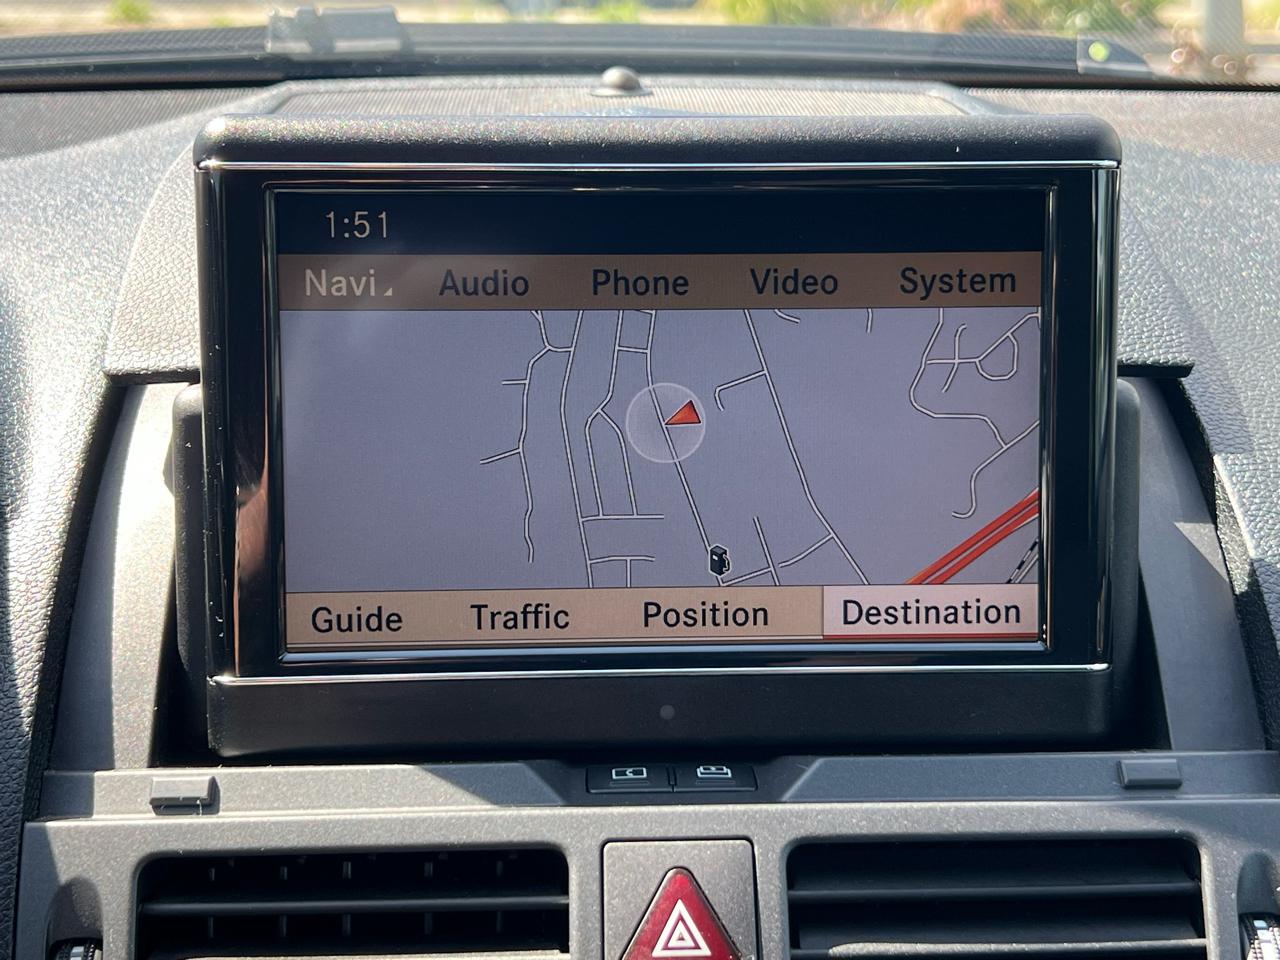 1:51
Navi Audio Phone Video System
Guide Traffic Position Destination